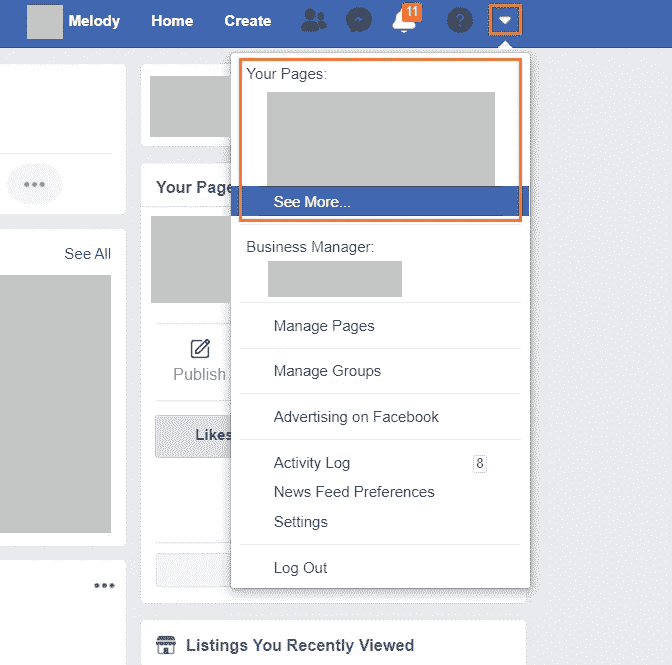 Melody Home Create 11 ?
Your Pages:
See More...
Your Page
See All
Business Manager:
Manage Pages
Publish
Manage Groups
Advertising on Facebook
Likes
Activity Log 8
News Feed Preferences
Settings
Log Out
Listings You Recently Viewed